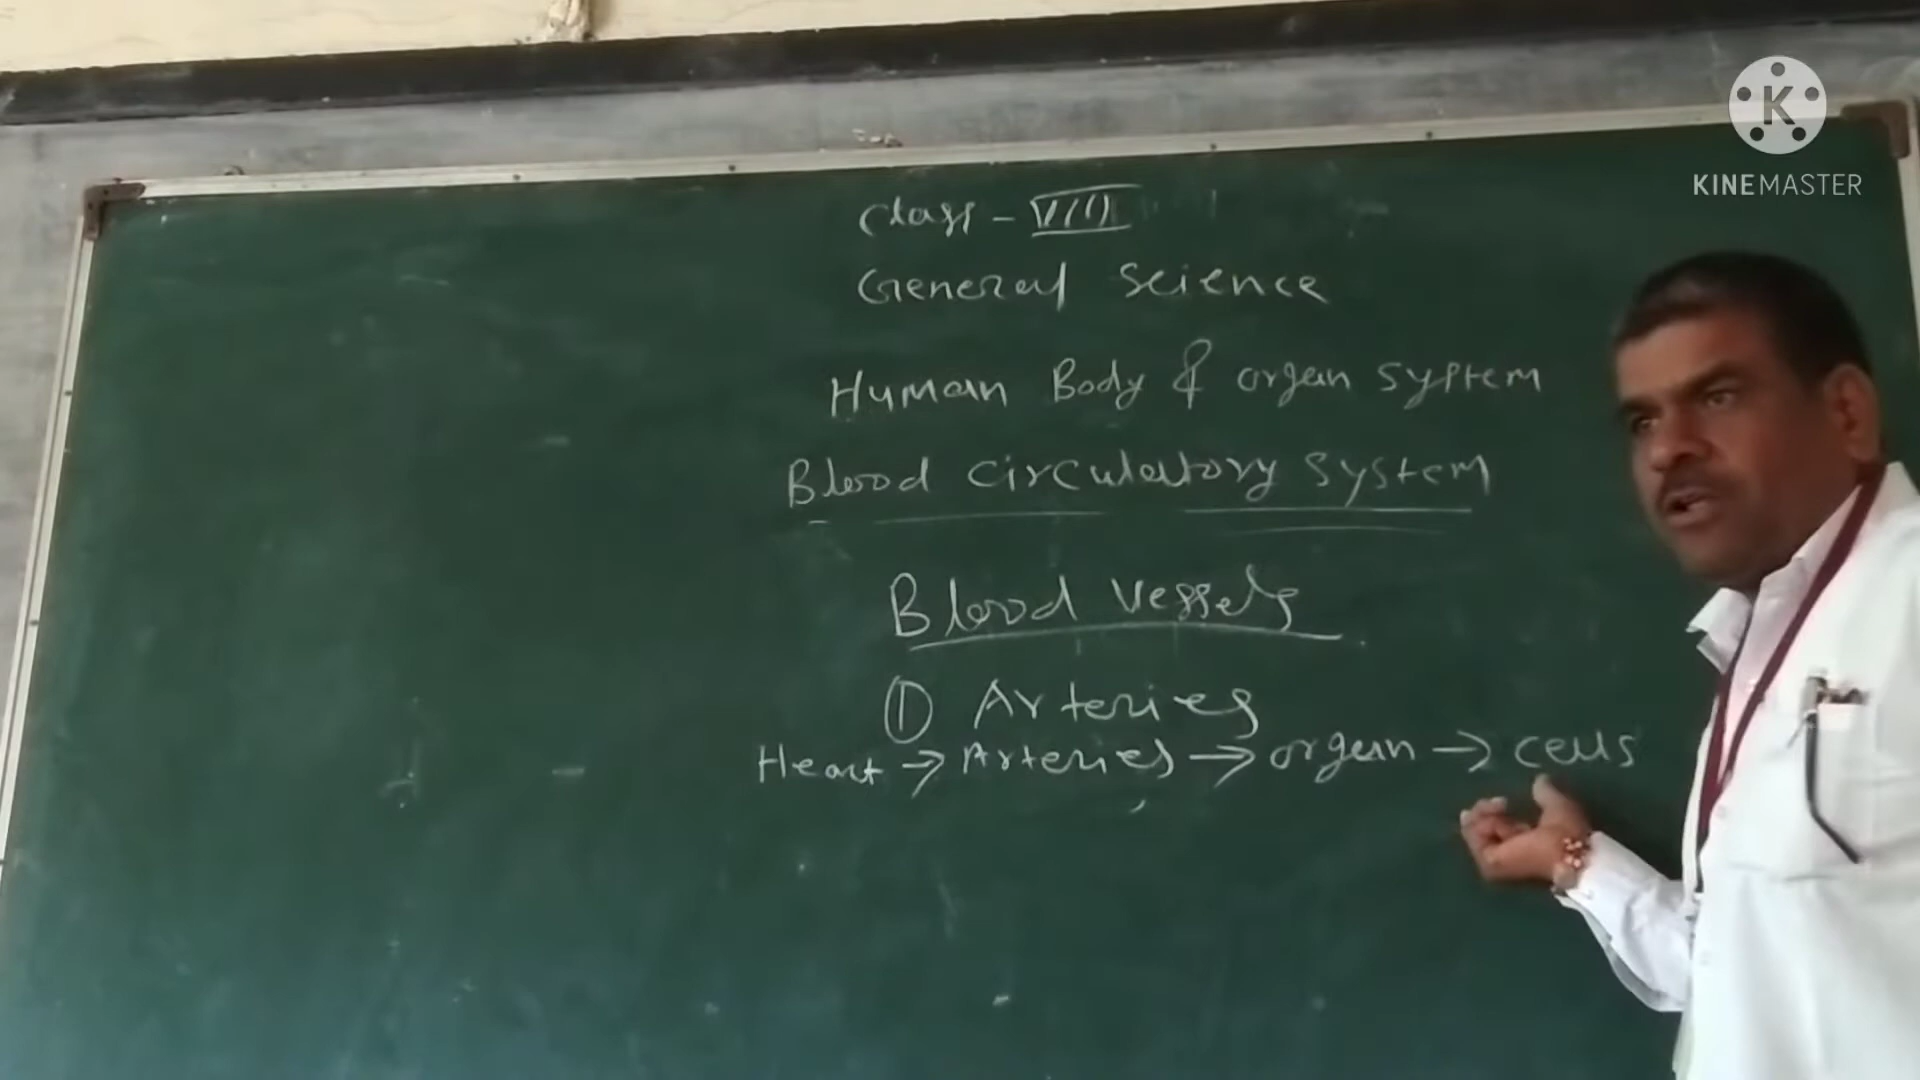 KINEMASTER
Class - VIII
General Science
Human Body & organ system
Blood circulatory system
Blood Vessels
① Arteries
Heart → Arteries → organ → cells